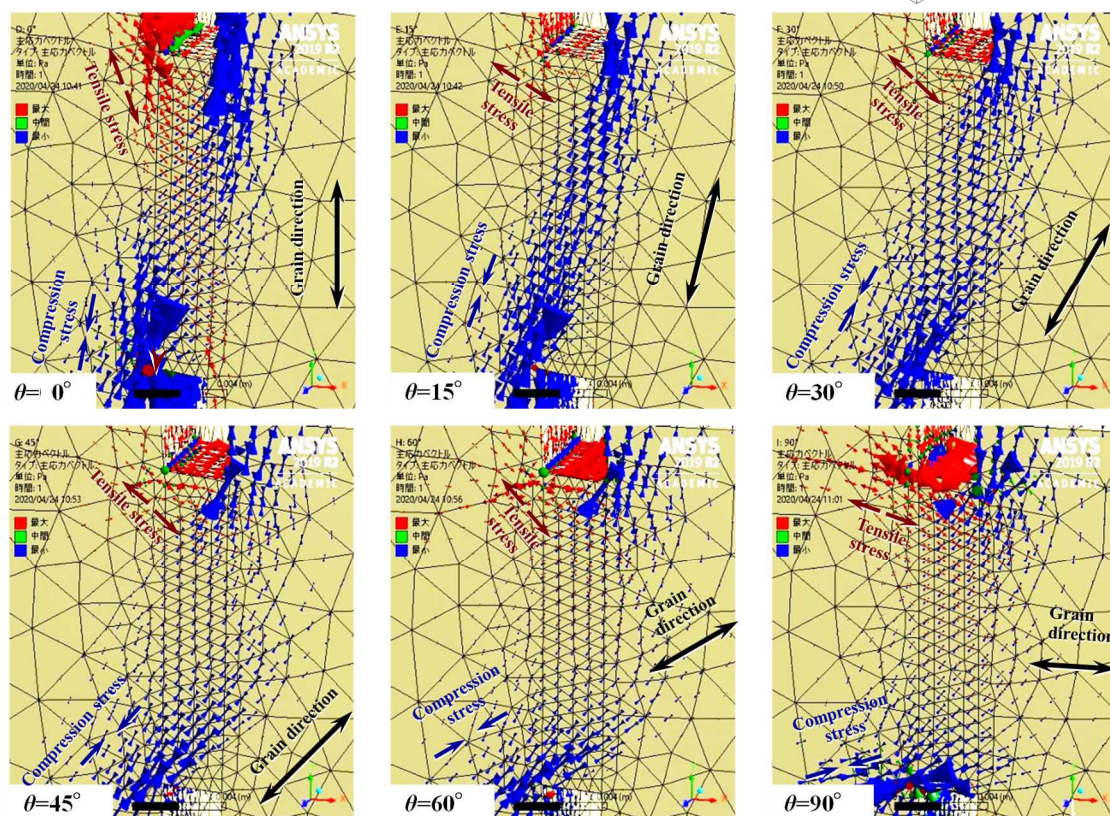 D: 0°
主応力ベクトル
タイプ: 主応力ベクトル
単位: Pa
時間: 1
2020/04/24 10:41
最大
中間
最小
ANSYS
2019 R2
ACADEMIC
Tensile stress
Grain direction
Compression
stress
0.004 (m)
X
θ= 0°
E: 15°
主応力ベクトル
タイプ: 主応力ベクトル
単位: Pa
時間: 1
2020/04/24 10:42
最大
中間
最小
ANSYS
2019 R2
ACADEMIC
Tensile
stress
Grain direction
Compression stress
0.004 (m)
X
θ=15°
F: 30°
主応力ベクトル
タイプ: 主応力ベクトル
単位: Pa
時間: 1
2020/04/24 10:50
最大
中間
最小
ANSYS
2019 R2
ACADEMIC
Tensile
stress
Grain direction
Compression stress
0.004 (m)
X
θ=30°
G: 45°
主応力ベクトル
タイプ: 主応力ベクトル
単位: Pa
時間: 1
2020/04/24 10:53
最大
中間
最小
ANSYS
2019 R2
ACADEMIC
Tensile stress
Grain direction
Compression stress
0.004 (m)
X
θ=45°
H: 60°
主応力ベクトル
タイプ: 主応力ベクトル
単位: Pa
時間: 1
2020/04/24 10:56
最大
中間
最小
ANSYS
2019 R2
ACADEMIC
Tensile
stress
Grain
direction
Compression
stress
0.004 (m)
X
θ=60°
I: 90°
主応力ベクトル
タイプ: 主応力ベクトル
単位: Pa
時間: 1
2020/04/24 11:01
最大
中間
最小
ANSYS
2019 R2
ACADEMIC
Tensile
stress
Grain
direction
Compression
stress
0.004 (m)
X
θ=90°